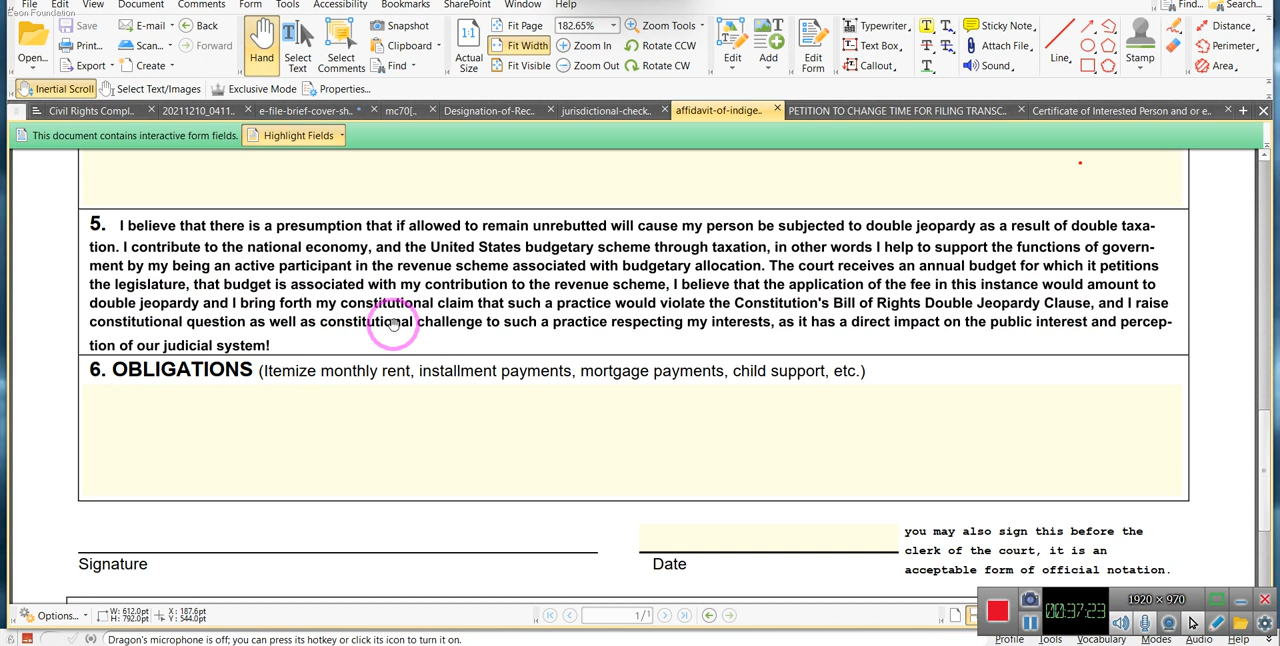 File Edit View Document Comments Form Tools Accessibility Bookmarks SharePoint Window Help
Eeon Foundation
Find... Search...
Open... Save E-mail Back Hand Select Text Select Comments Snapshot Actual Size Fit Page 182.65% Zoom Tools Edit Add Edit Form Typewriter Sticky Note Line Stamp Distance
Print... Scan... Forward Clipboard Fit Width Zoom In Rotate CCW Text Box Attach File Perimeter
Export Create Find Fit Visible Zoom Out Rotate CW Callout Sound Area
Inertial Scroll Select Text/Images Exclusive Mode Properties...
Civil Rights Compl... 20211210_0411... e-file-brief-cover-sh.. * mc70[.. Designation-of-Rec... jurisdictional-check.. affidavit-of-indige.. PETITION TO CHANGE TIME FOR FILING TRANSC... Certificate of Interested Person and or e...
This document contains interactive form fields. Highlight Fields
5. I believe that there is a presumption that if allowed to remain unrebutted will cause my person be subjected to double jeopardy as a result of double taxa-
tion. I contribute to the national economy, and the United States budgetary scheme through taxation, in other words I help to support the functions of govern-
ment by my being an active participant in the revenue scheme associated with budgetary allocation. The court receives an annual budget for which it petitions
the legislature, that budget is associated with my contribution to the revenue scheme, I believe that the application of the fee in this instance would amount to
double jeopardy and I bring forth my constitutional claim that such a practice would violate the Constitution's Bill of Rights Double Jeopardy Clause, and I raise
constitutional question as well as constitutional challenge to such a practice respecting my interests, as it has a direct impact on the public interest and percep-
tion of our judicial system!
6. OBLIGATIONS (Itemize monthly rent, installment payments, mortgage payments, child support, etc.)
you may also sign this before the
clerk of the court, it is an
acceptable form of official notation.
Signature Date
1920 × 970
00:37:23
Options... W: 612.0pt H: 792.0pt X: 187.6pt Y: 544.0pt 1/1
Dragon's microphone is off; you can press its hotkey or click its icon to turn it on. Profile Tools Vocabulary Modes Audio Help